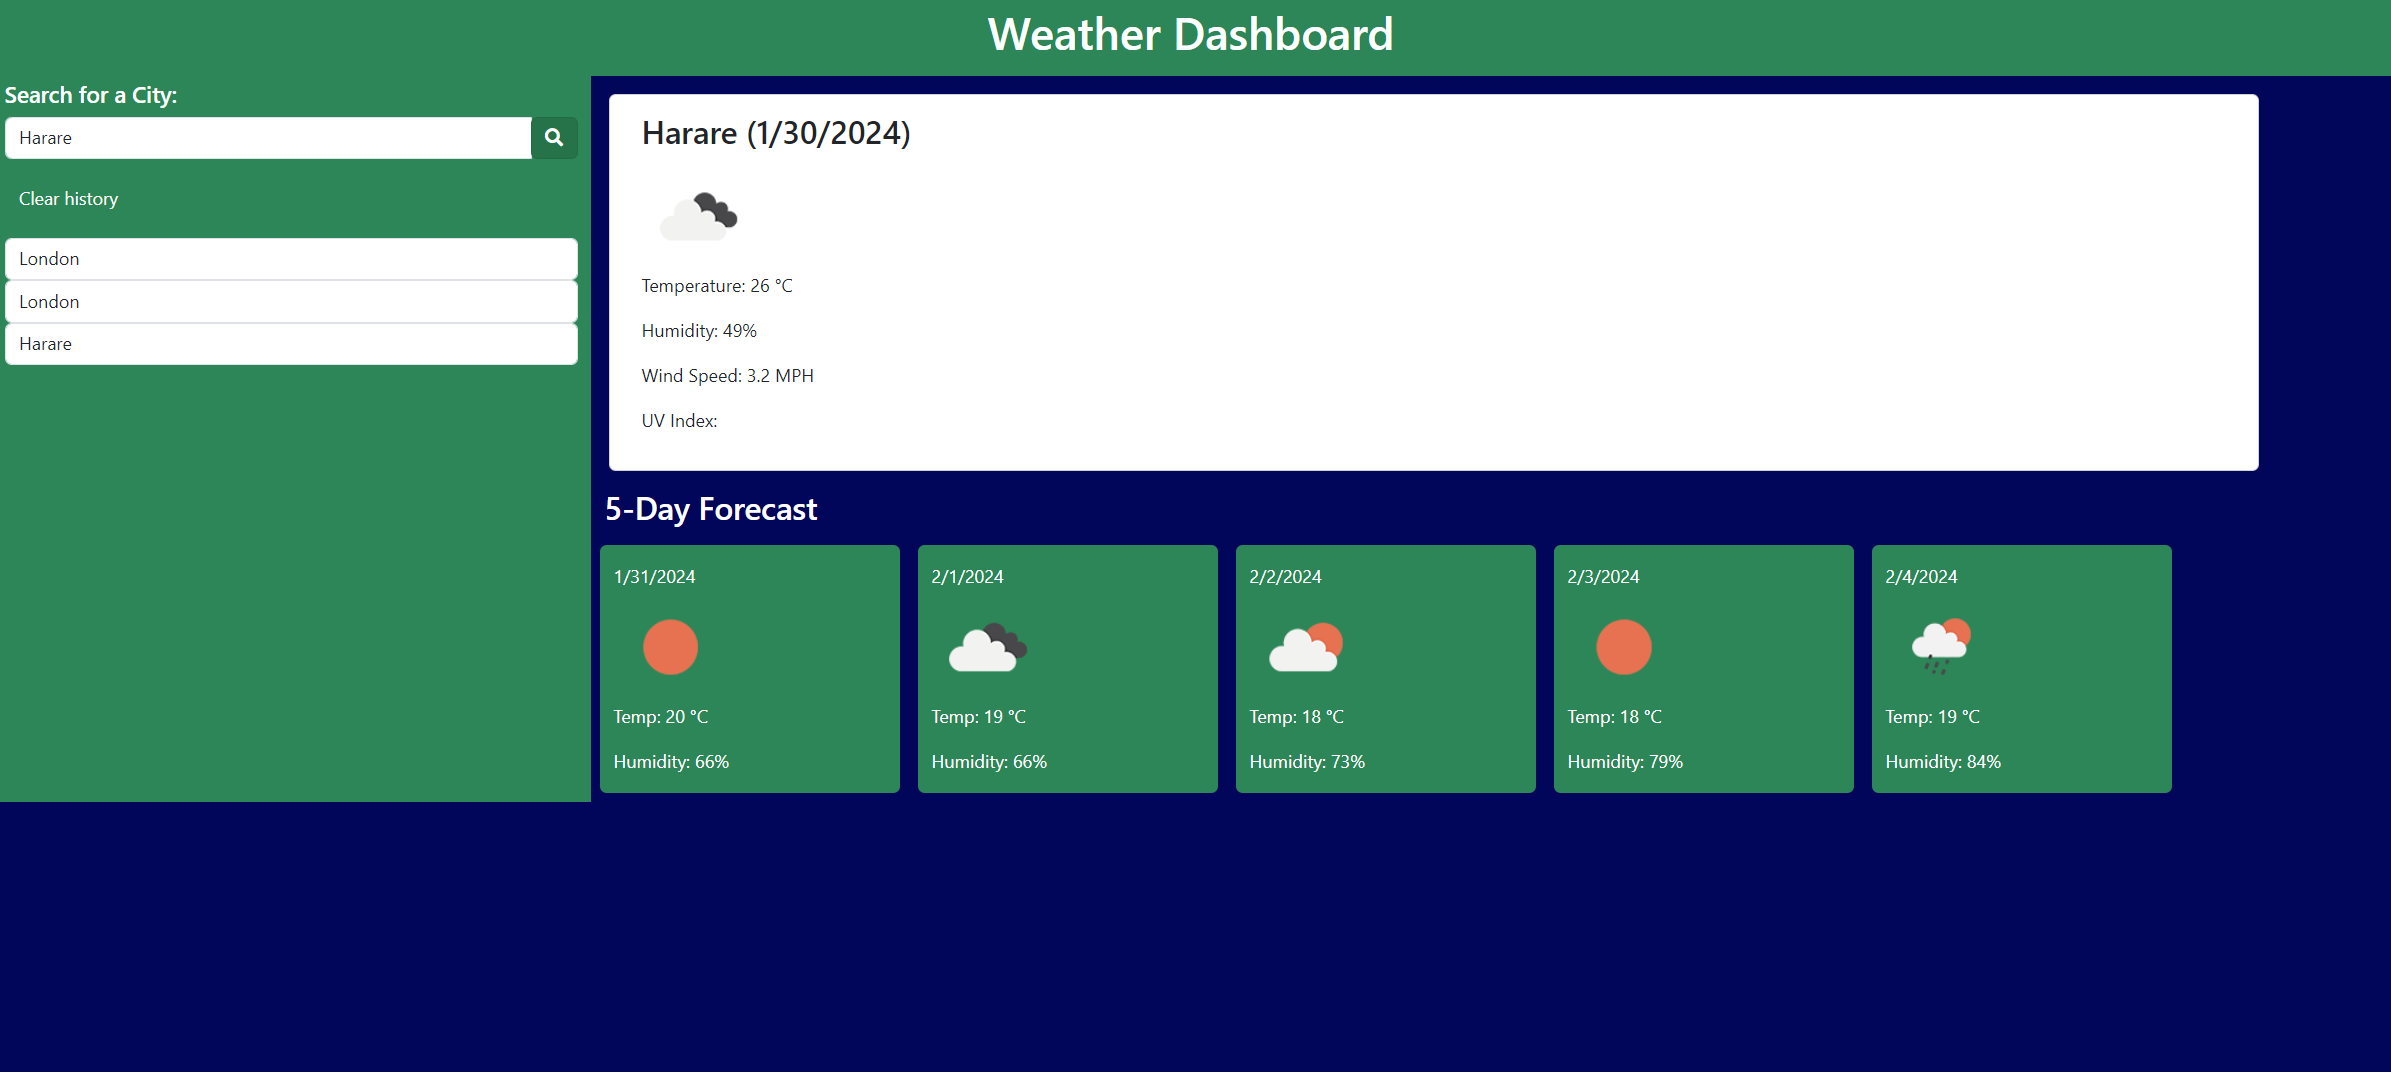 Weather Dashboard
Search for a City:
Harare
Clear history
London
London
Harare
Harare (1/30/2024)
Temperature: 26 °C
Humidity: 49%
Wind Speed: 3.2 MPH
UV Index:
5-Day Forecast
1/31/2024
Temp: 20 °C
Humidity: 66%
2/1/2024
Temp: 19 °C
Humidity: 66%
2/2/2024
Temp: 18 °C
Humidity: 73%
2/3/2024
Temp: 18 °C
Humidity: 79%
2/4/2024
Temp: 19 °C
Humidity: 84%